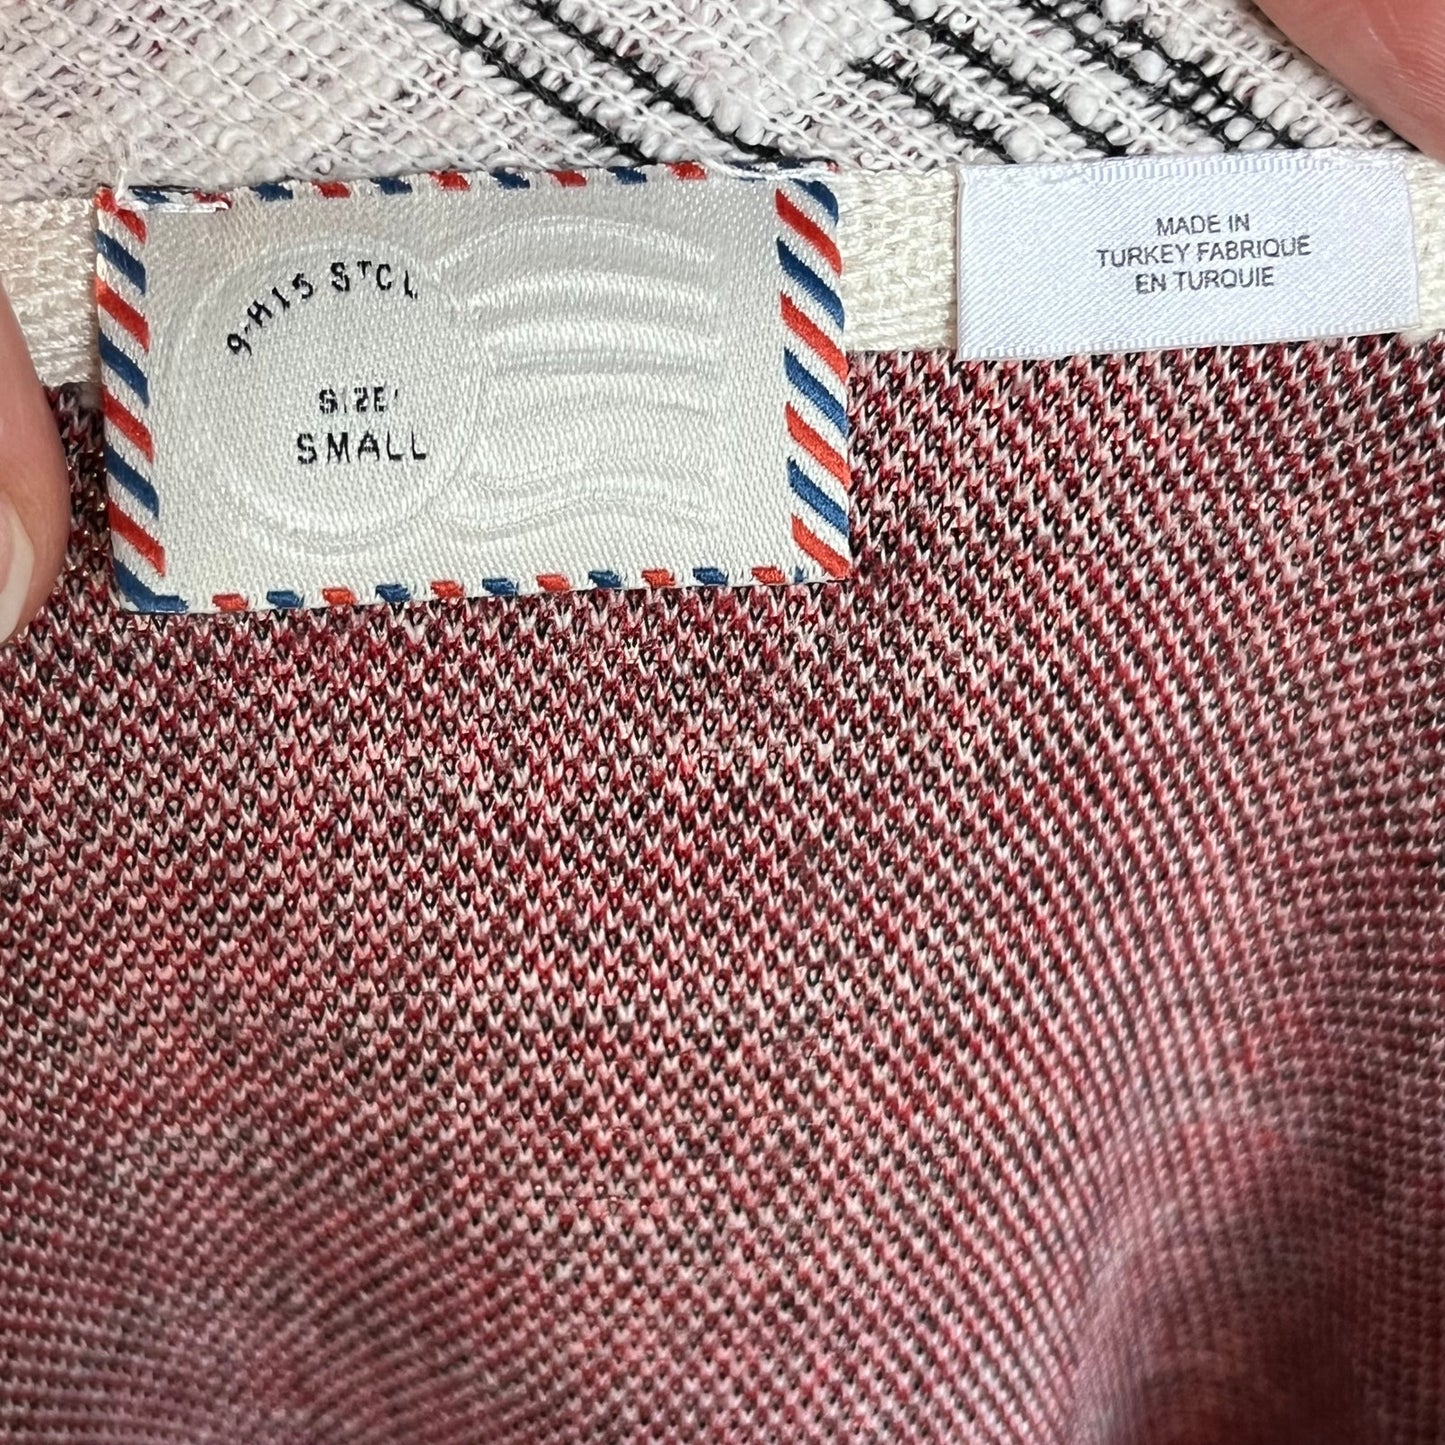 9-H15 STCL
SIZE:
SMALL
MADE IN
TURKEY FABRIQUE
EN TURQUIE